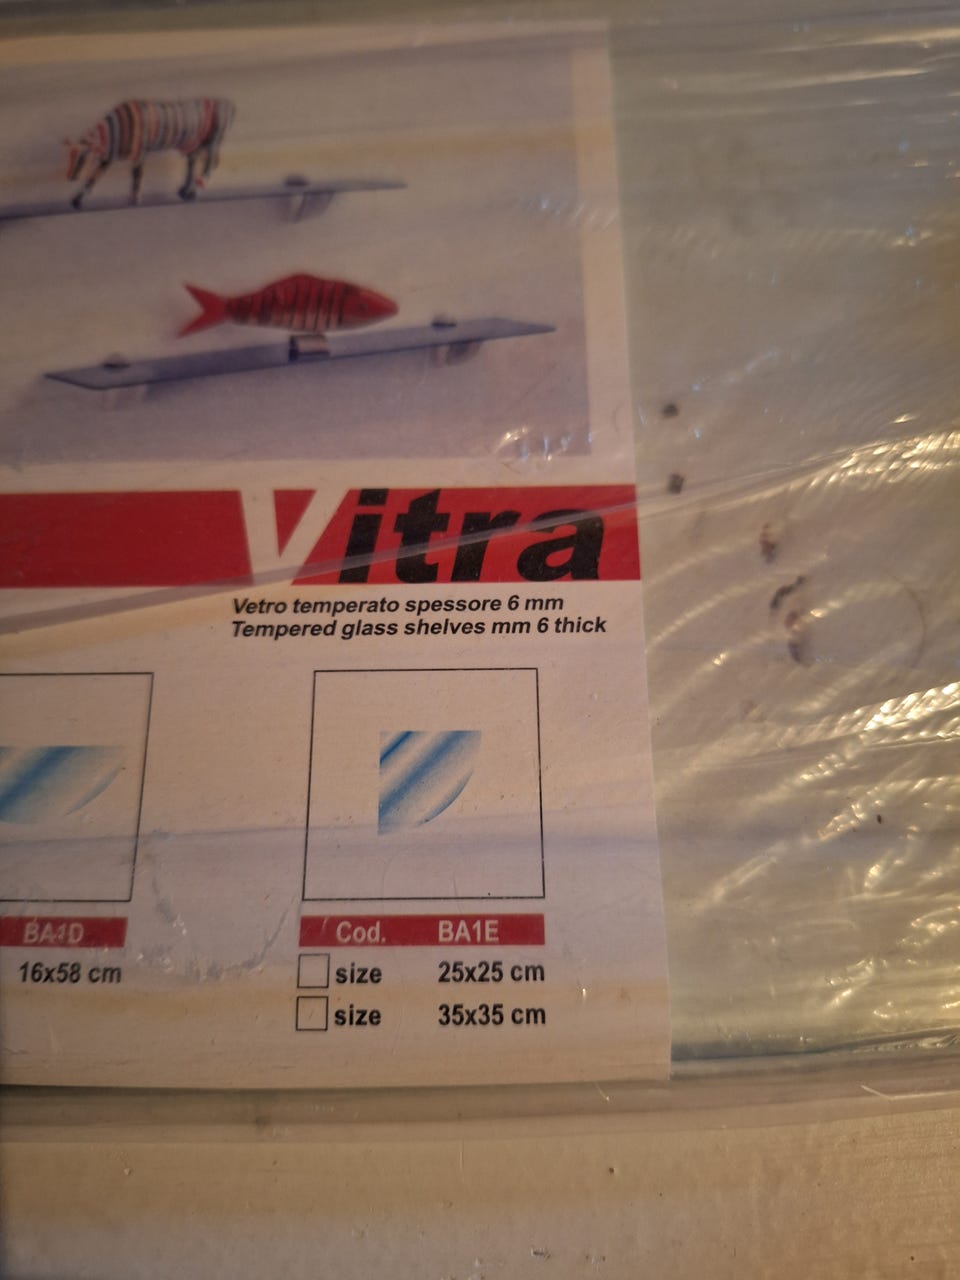 Vitra
Vetro temperato spessore 6 mm
Tempered glass shelves mm 6 thick
BA1D
16x58 cm
Cod. BA1E
size 25x25 cm
size 35x35 cm